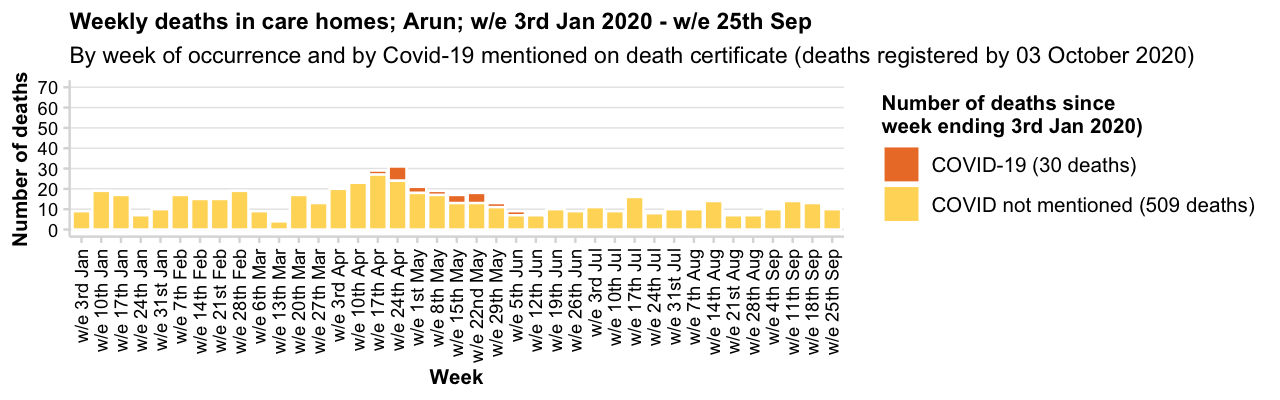 Weekly deaths in care homes; Arun; w/e 3rd Jan 2020 - w/e 25th Sep
By week of occurrence and by Covid-19 mentioned on death certificate (deaths registered by 03 October 2020)
Number of deaths
70
60
50
40
30
20
10
0
w/e 3rd Jan
w/e 10th Jan
w/e 17th Jan
w/e 24th Jan
w/e 31st Jan
w/e 7th Feb
w/e 14th Feb
w/e 21st Feb
w/e 28th Feb
w/e 6th Mar
w/e 13th Mar
w/e 20th Mar
w/e 27th Mar
w/e 3rd Apr
w/e 10th Apr
w/e 17th Apr
w/e 24th Apr
w/e 1st May
w/e 8th May
w/e 15th May
w/e 22nd May
w/e 29th May
w/e 5th Jun
w/e 12th Jun
w/e 19th Jun
w/e 26th Jun
w/e 3rd Jul
w/e 10th Jul
w/e 17th Jul
w/e 24th Jul
w/e 31st Jul
w/e 7th Aug
w/e 14th Aug
w/e 21st Aug
w/e 28th Aug
w/e 4th Sep
w/e 11th Sep
w/e 18th Sep
w/e 25th Sep
Week
Number of deaths since
week ending 3rd Jan 2020)
COVID-19 (30 deaths)
COVID not mentioned (509 deaths)